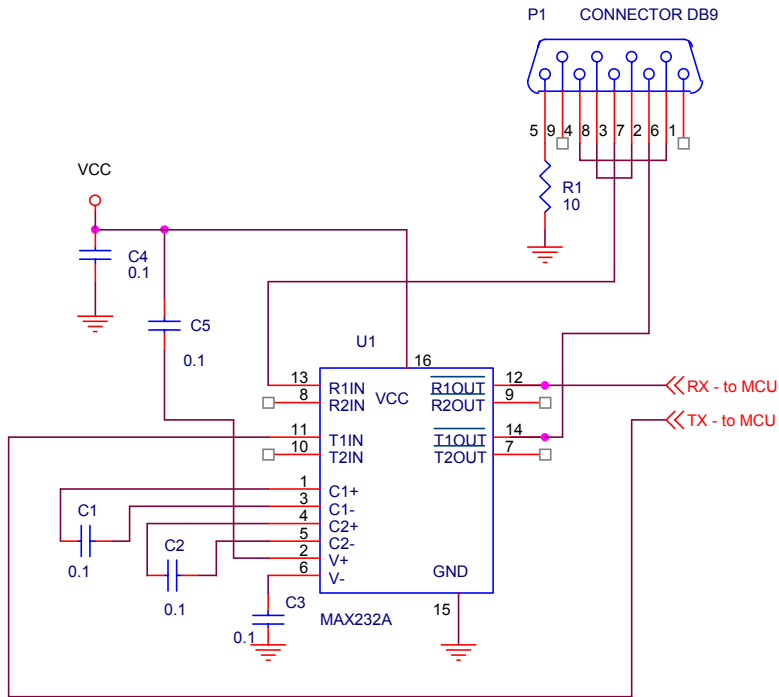 P1 CONNECTOR DB9
5 9 4 8 3 7 2 6 1
VCC
R1
10
C4
0.1
C5
0.1
U1
16
13 R1IN VCC R1OUT 12 RX - to MCU
8 R2IN R2OUT 9
TX - to MCU
11 T1IN T1OUT 14
10 T2IN T2OUT 7
1 C1+
3 C1-
4 C2+
5 C2-
2 V+
6 V- GND
C1
0.1
C2
0.1
C3
0.1
15
MAX232A